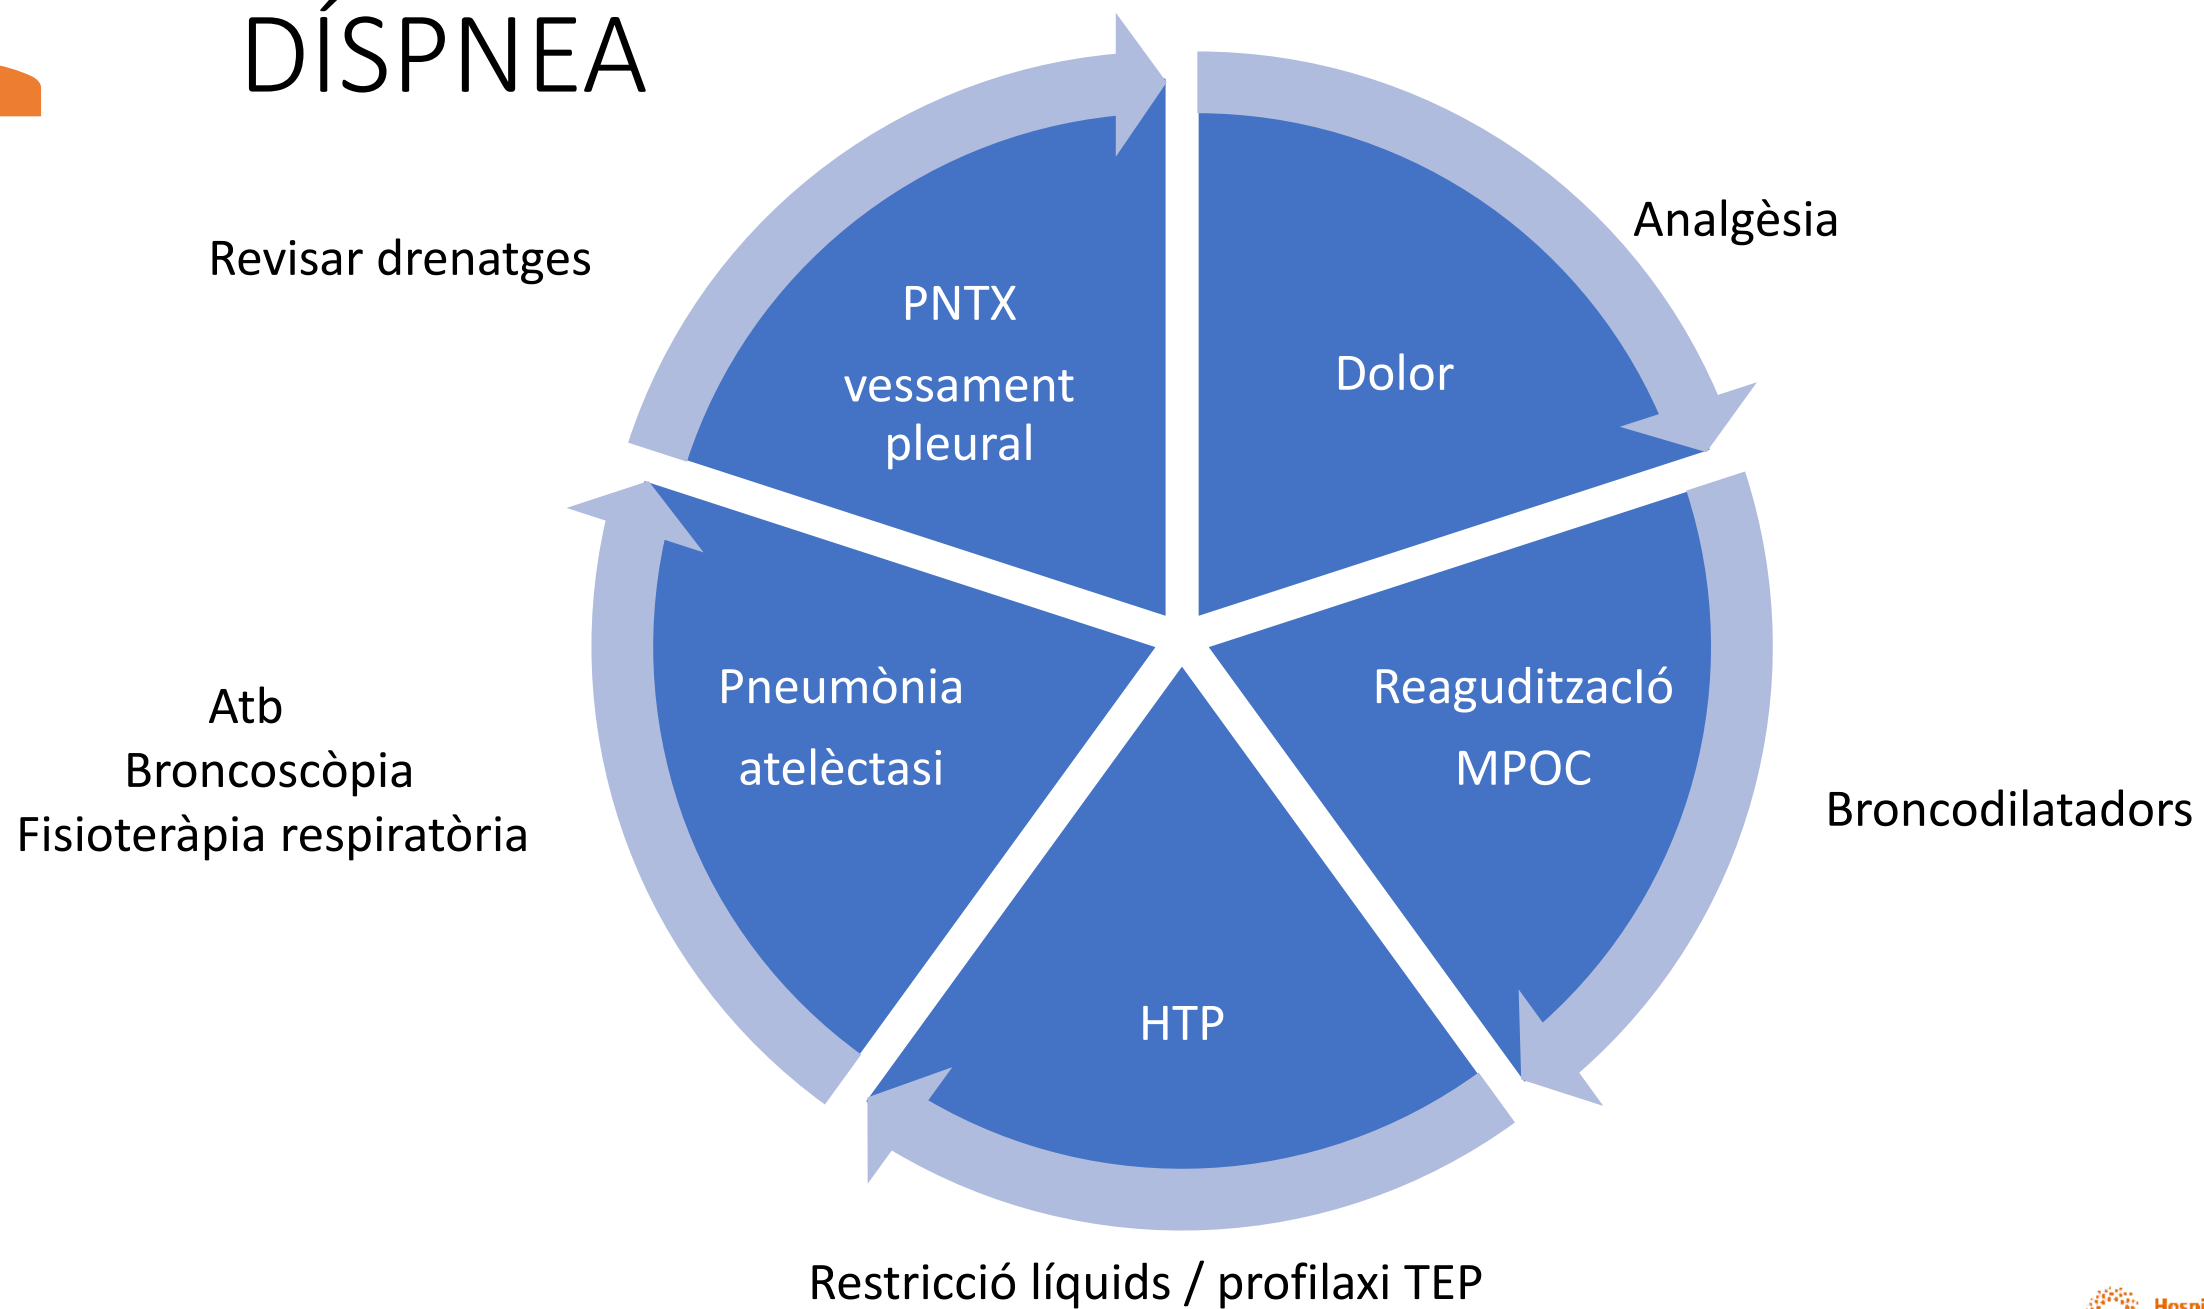 DÍSPNEA
Analgèsia
Revisar drenatges
PNTX
vessament
pleural
Dolor
Pneumònia
atelèctasi
ReaguditzacIó
MPOC
Atb
Broncoscòpia
Fisioteràpia respiratòria
Broncodilatadors
HTP
Restricció líquids / profilaxi TEP